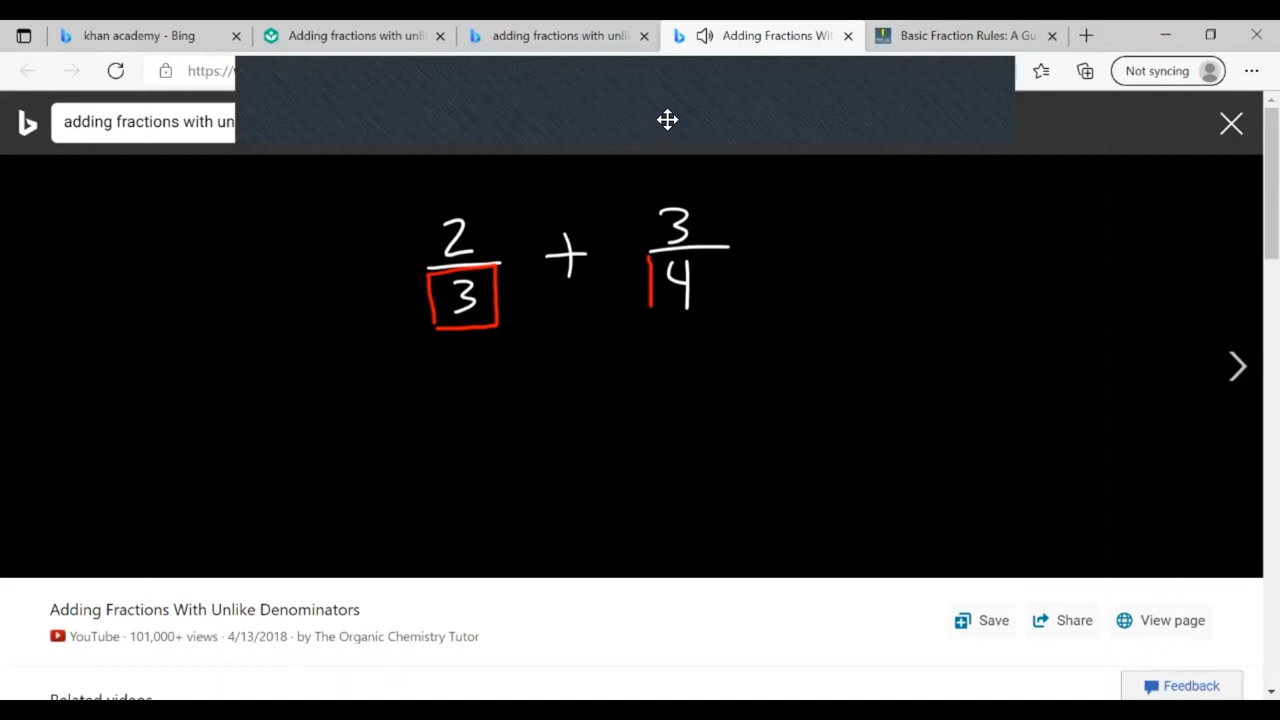 khan academy - Bing
Adding fractions with unli
adding fractions with unli
Adding Fractions Wit
Basic Fraction Rules: A Gu
https://
Not syncing
adding fractions with un
2/3 + 3/4
Adding Fractions With Unlike Denominators
YouTube · 101,000+ views · 4/13/2018 · by The Organic Chemistry Tutor
Save
Share
View page
Related videos
Feedback